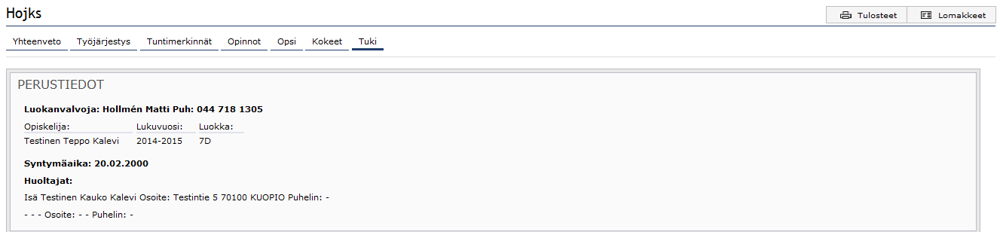 Hojks
Tulosteet Lomakkeet
Yhteenveto Työjärjestys Tuntimerkinnät Opinnot Opsi Kokeet Tuki
PERUSTIEDOT
Luokanvalvoja: Hollmén Matti Puh: 044 718 1305
Opiskelija: Lukuvuosi: Luokka:
Testinen Teppo Kalevi 2014-2015 7D
Syntymäaika: 20.02.2000
Huoltajat:
Isä Testinen Kauko Kalevi Osoite: Testintie 5 70100 KUOPIO Puhelin: -
- - - Osoite: - - Puhelin: -